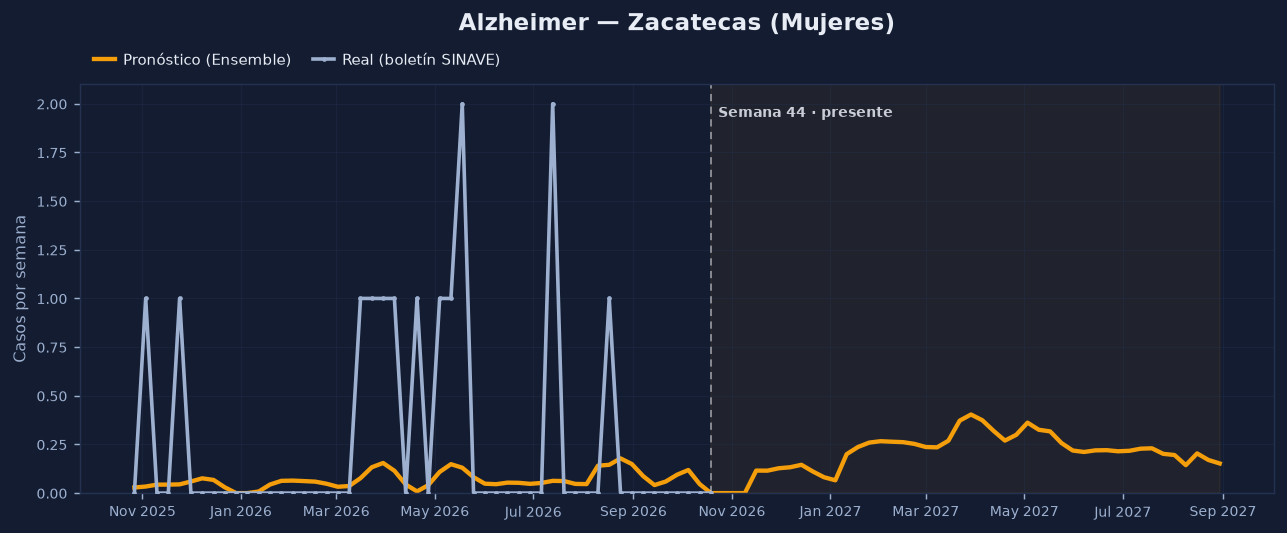 Alzheimer — Zacatecas (Mujeres)
Pronóstico (Ensemble)
Real (boletín SINAVE)
Semana 44 · presente
Casos por semana
2.00
1.75
1.50
1.25
1.00
0.75
0.50
0.25
0.00
Nov 2025
Jan 2026
Mar 2026
May 2026
Jul 2026
Sep 2026
Nov 2026
Jan 2027
Mar 2027
May 2027
Jul 2027
Sep 2027